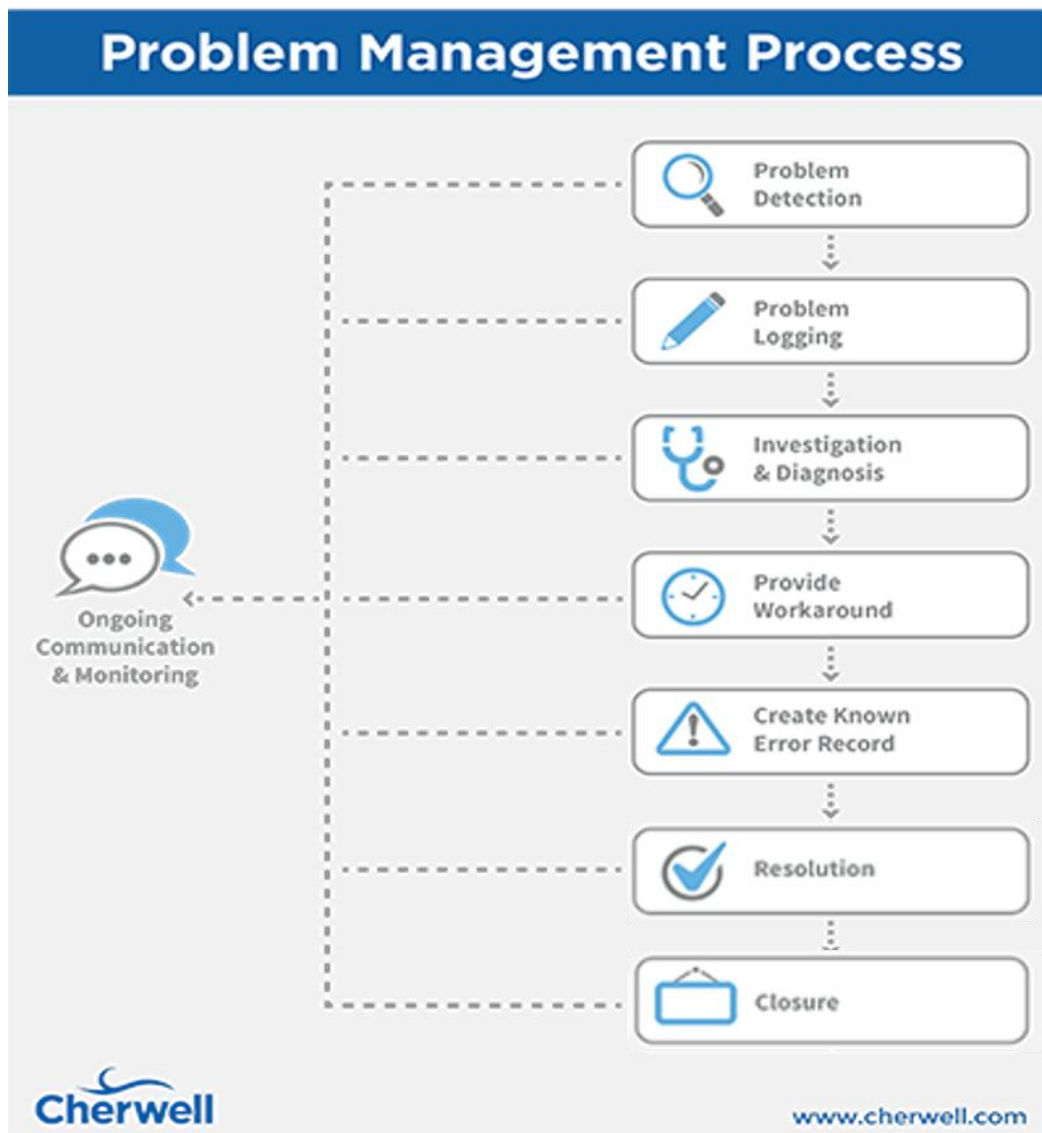 Problem Management Process
Problem
Detection
Problem
Logging
Investigation
& Diagnosis
Provide
Workaround
Ongoing
Communication
& Monitoring
Create Known
Error Record
Resolution
Closure
Cherwell
www.cherwell.com